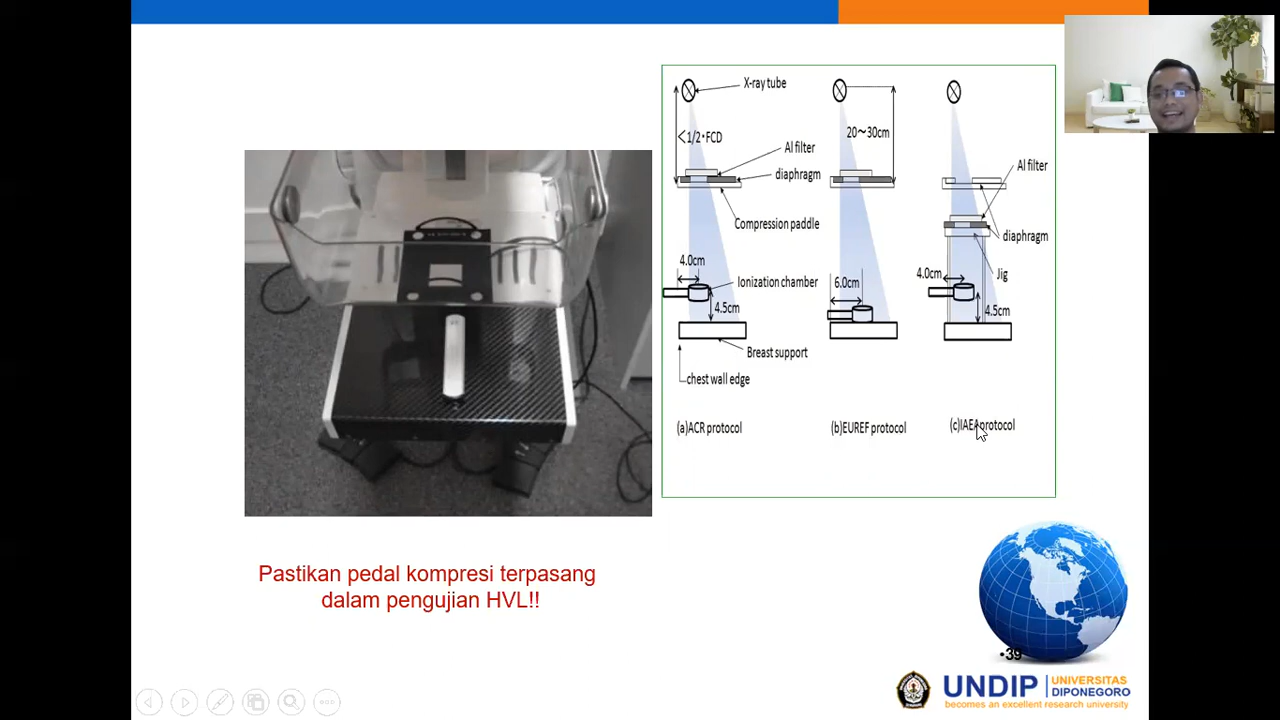 X-ray tube
<1/2・FCD
Al filter
diaphragm
Compression paddle
4.0cm
Ionization chamber
4.5cm
Breast support
chest wall edge
(a)ACR protocol
20～30cm
6.0cm
(b)EUREF protocol
Al filter
diaphragm
Jig
4.0cm
4.5cm
(c)IAEAprotocol
Pastikan pedal kompresi terpasang
dalam pengujian HVL!!
•39
UNDIP
UNIVERSITAS
DIPONEGORO
becomes an excellent research university